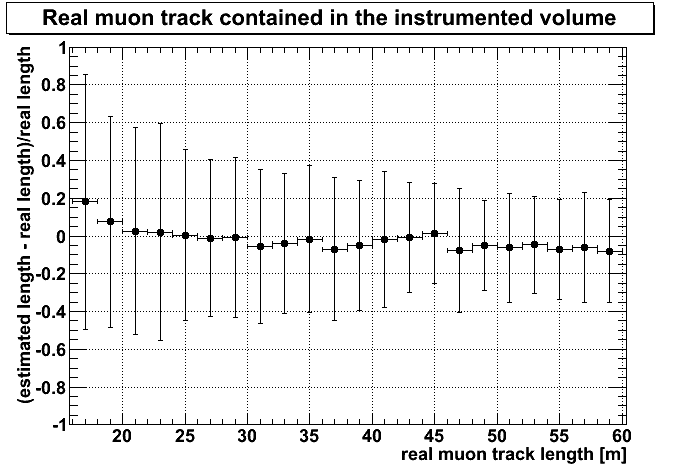 Real muon track contained in the instrumented volume
(estimated length - real length)/real length
1
0.8
0.6
0.4
0.2
0
-0.2
-0.4
-0.6
-0.8
-1
20 25 30 35 40 45 50 55 60
real muon track length [m]